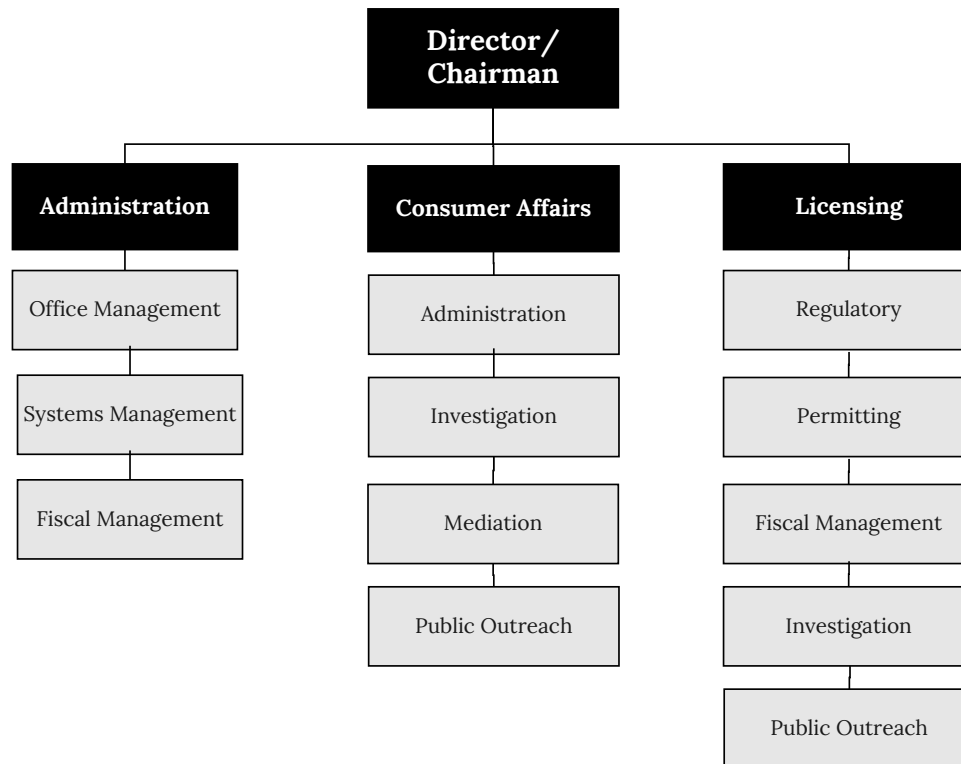 Director/
Chairman
Administration
Office Management
Systems Management
Fiscal Management
Consumer Affairs
Administration
Investigation
Mediation
Public Outreach
Licensing
Regulatory
Permitting
Fiscal Management
Investigation
Public Outreach